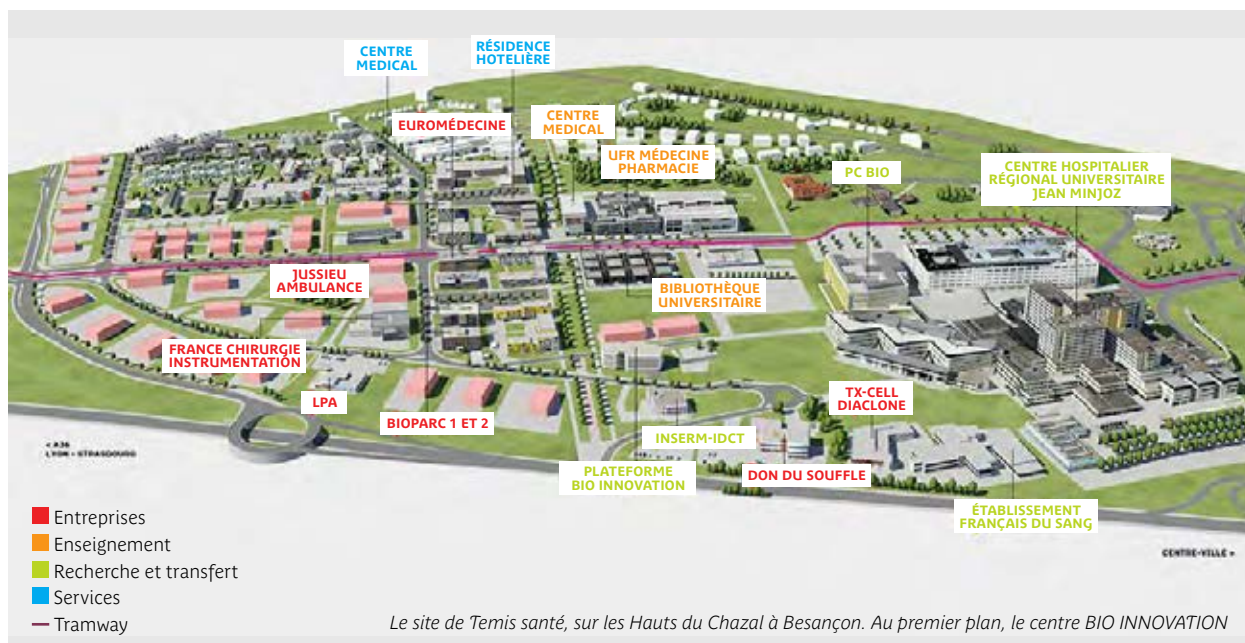 CENTRE
MEDICAL
RÉSIDENCE
HOTELIÈRE
EUROMÉDECINE
CENTRE
MEDICAL
UFR MÉDECINE
PHARMACIE
PC BIO
CENTRE HOSPITALIER
RÉGIONAL UNIVERSITAIRE
JEAN MINJOZ
JUSSIEU
AMBULANCE
BIBLIOTHÈQUE
UNIVERSITAIRE
FRANCE CHIRURGIE
INSTRUMENTATION
LPA
BIOPARC 1 ET 2
TX-CELL
DIACLONE
INSERM-IDCT
PLATEFORME
BIO INNOVATION
DON DU SOUFFLE
ÉTABLISSEMENT
FRANÇAIS DU SANG
< A36
LYON - STRASBOURG
CENTRE-VILLE >
Entreprises
Enseignement
Recherche et transfert
Services
Tramway
Le site de Temis santé, sur les Hauts du Chazal à Besançon. Au premier plan, le centre BIO INNOVATION